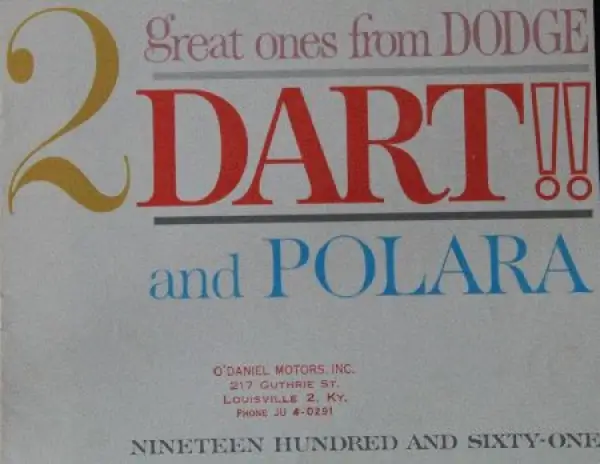 2 great ones from DODGE
DART!!
and POLARA
O'DANIEL MOTORS, INC.
217 GUTHRIE ST.
LOUISVILLE 2, KY.
PHONE JU 4-0291
NINETEEN HUNDRED AND SIXTY-ONE